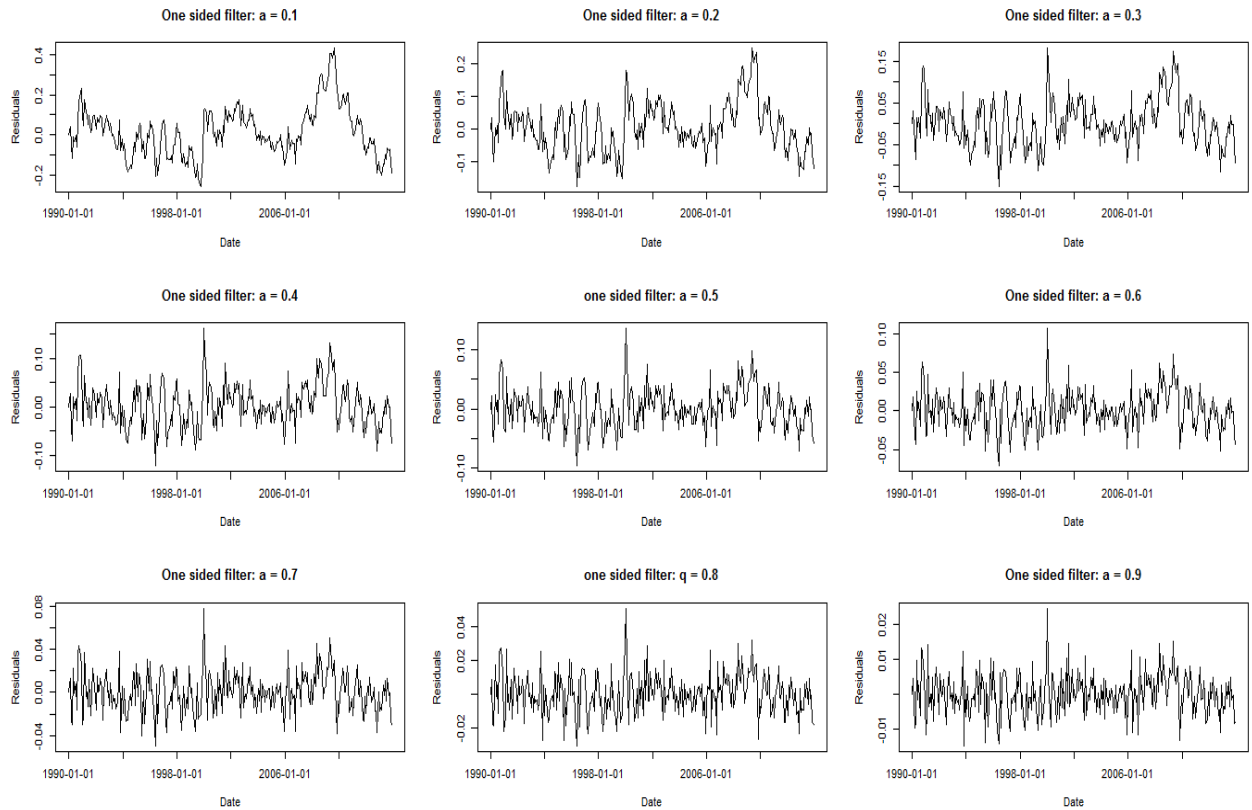 One sided filter: a = 0.1
Residuals
0.4
0.2
0.0
-0.2
1990-01-01
1998-01-01
2006-01-01
Date
One sided filter: a = 0.2
Residuals
0.2
0.1
0.0
-0.1
1990-01-01
1998-01-01
2006-01-01
Date
One sided filter: a = 0.3
Residuals
0.15
0.05
-0.05
-0.15
1990-01-01
1998-01-01
2006-01-01
Date
One sided filter: a = 0.4
Residuals
0.10
0.00
-0.10
1990-01-01
1998-01-01
2006-01-01
Date
one sided filter: a = 0.5
Residuals
0.10
0.00
-0.10
1990-01-01
1998-01-01
2006-01-01
Date
One sided filter: a = 0.6
Residuals
0.10
0.05
0.00
-0.05
1990-01-01
1998-01-01
2006-01-01
Date
One sided filter: a = 0.7
Residuals
0.08
0.04
0.00
-0.04
1990-01-01
1998-01-01
2006-01-01
Date
one sided filter: q = 0.8
Residuals
0.04
0.02
0.00
-0.02
1990-01-01
1998-01-01
2006-01-01
Date
One sided filter: a = 0.9
Residuals
0.02
0.01
-0.01
1990-01-01
1998-01-01
2006-01-01
Date